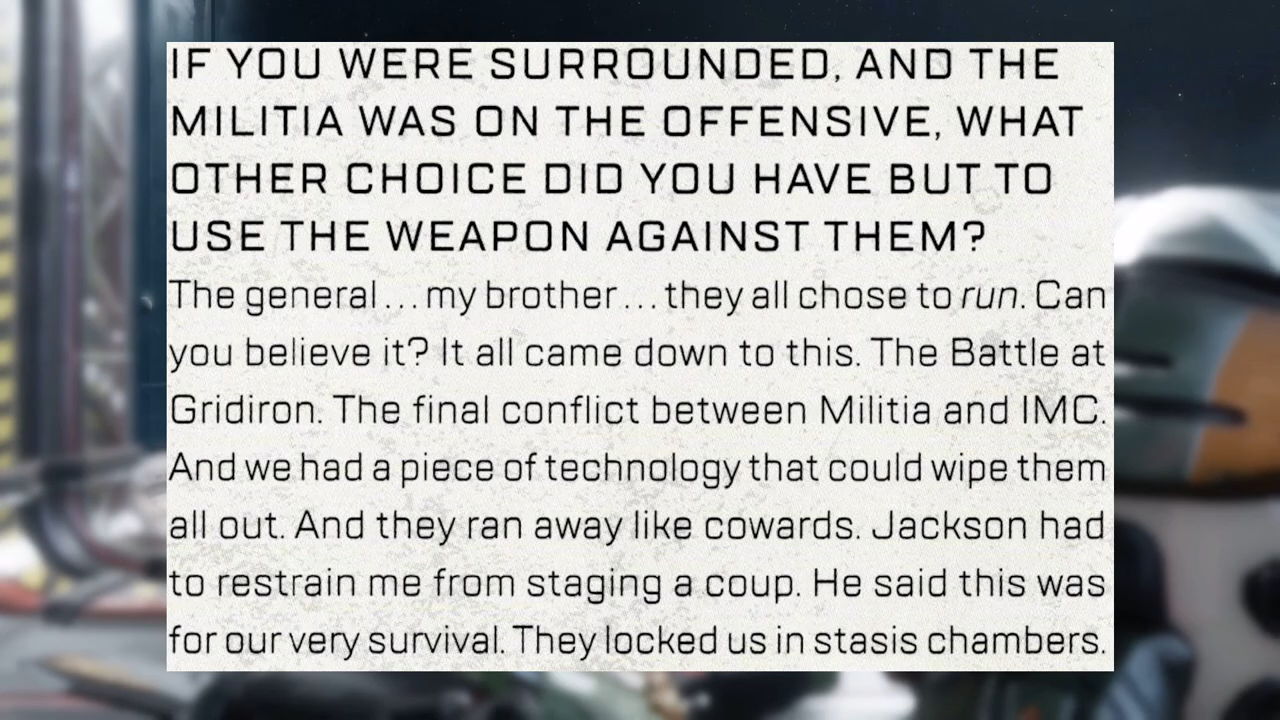 IF YOU WERE SURROUNDED, AND THE
MILITIA WAS ON THE OFFENSIVE, WHAT
OTHER CHOICE DID YOU HAVE BUT TO
USE THE WEAPON AGAINST THEM?
The general...my brother...they all chose to run. Can
you believe it? It all came down to this. The Battle at
Gridiron. The final conflict between Militia and IMC.
And we had a piece of technology that could wipe them
all out. And they ran away like cowards. Jackson had
to restrain me from staging a coup. He said this was
for our very survival. They locked us in stasis chambers.